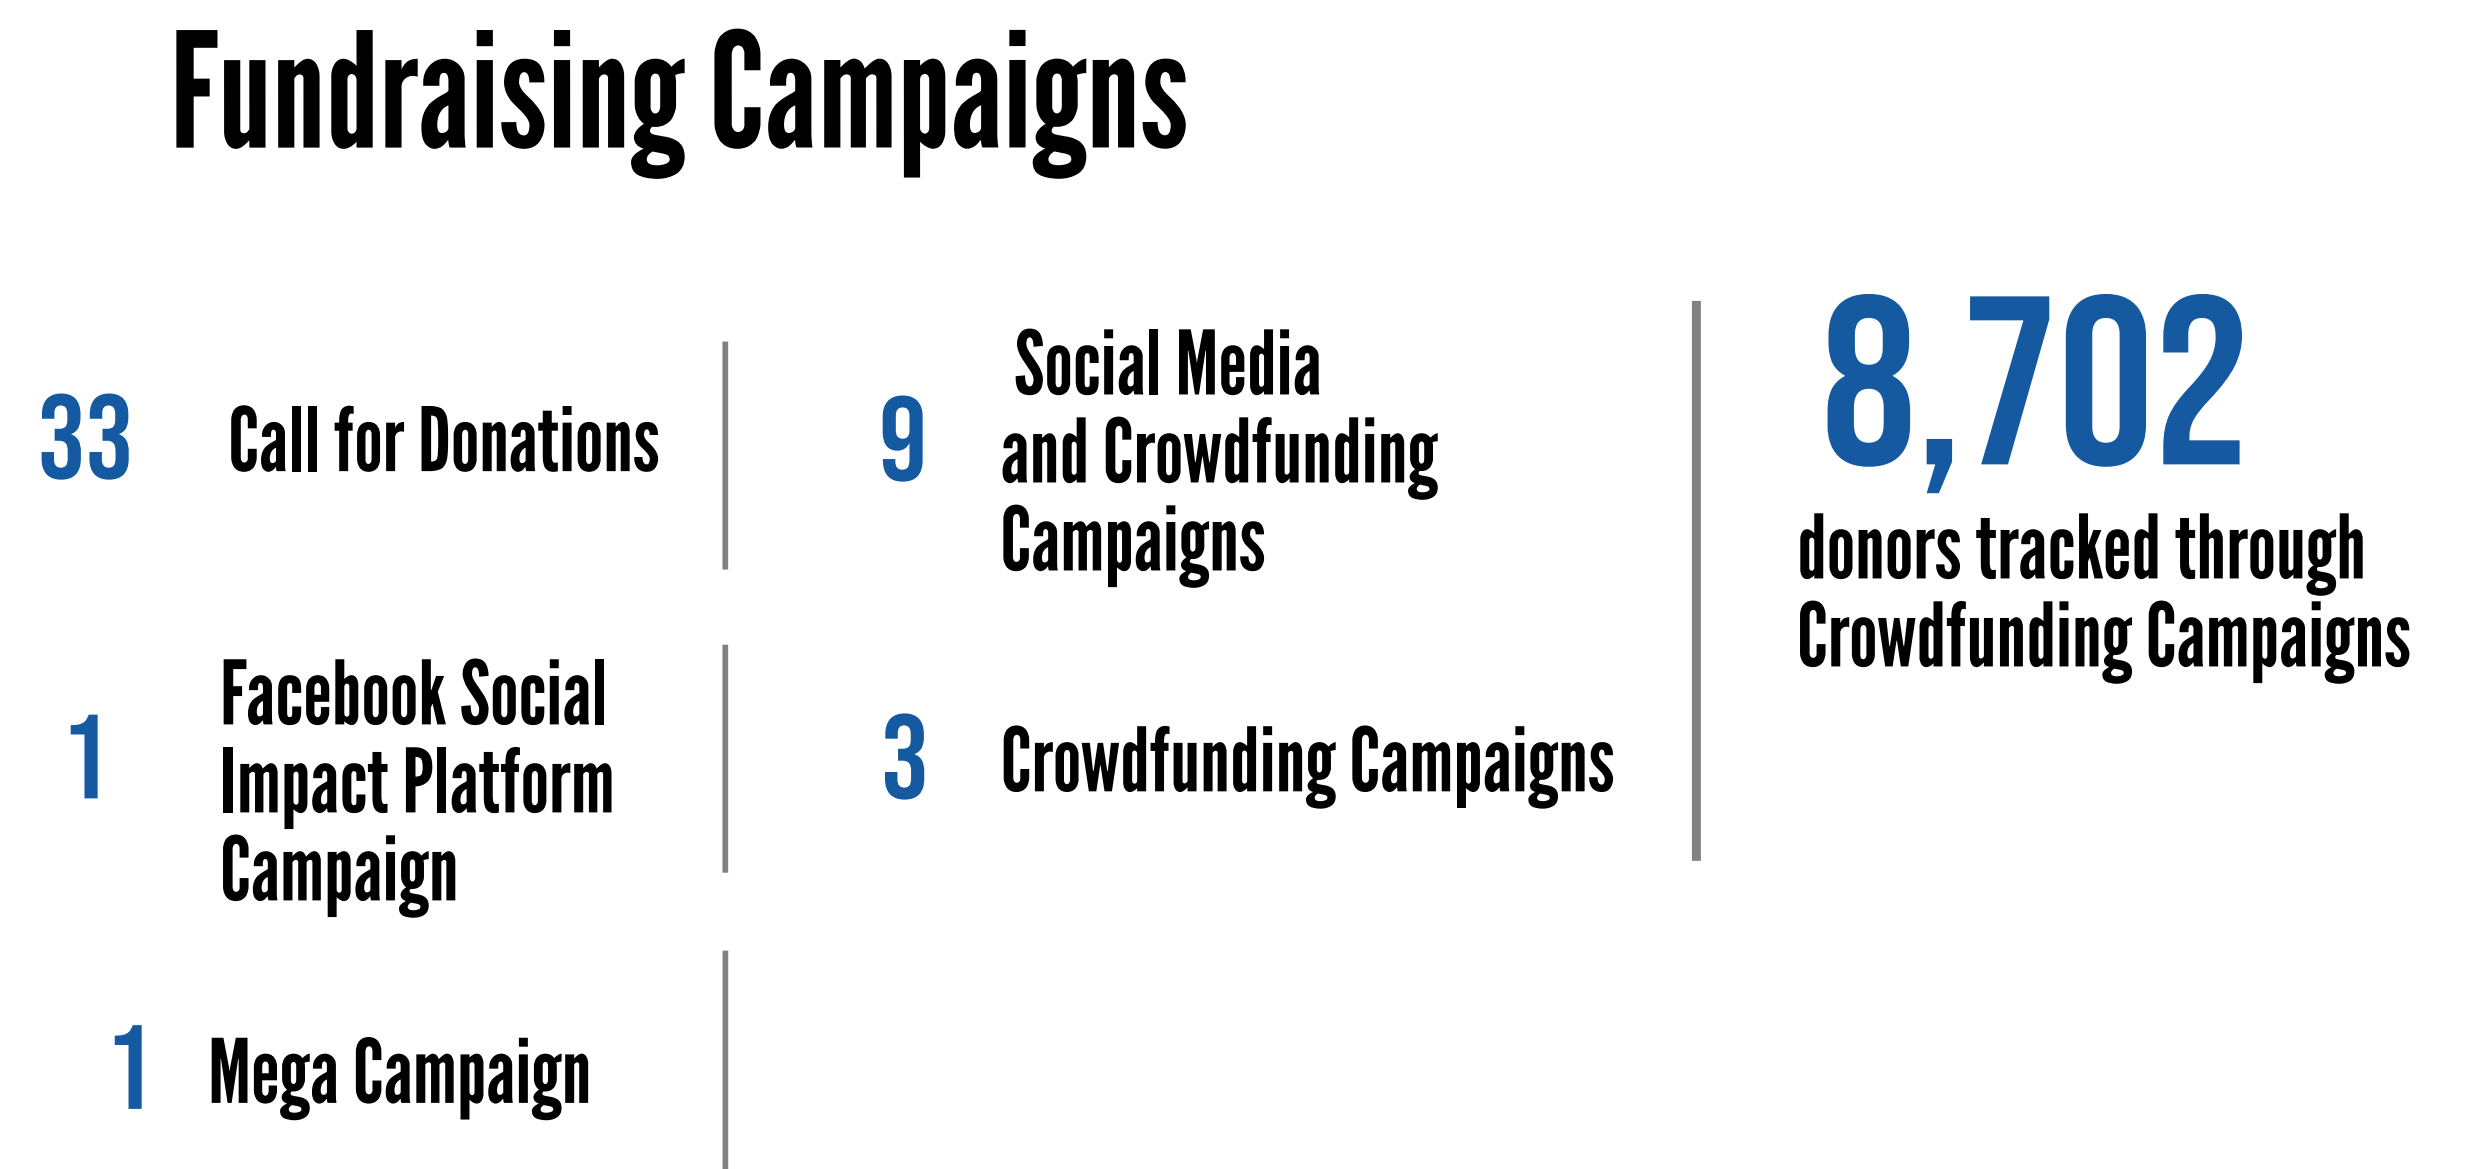 Fundraising Campaigns
33
Call for Donations
9
Social Media
and Crowdfunding
Campaigns
8,702
donors tracked through
Crowdfunding Campaigns
1
Facebook Social
Impact Platform
Campaign
3
Crowdfunding Campaigns
1
Mega Campaign